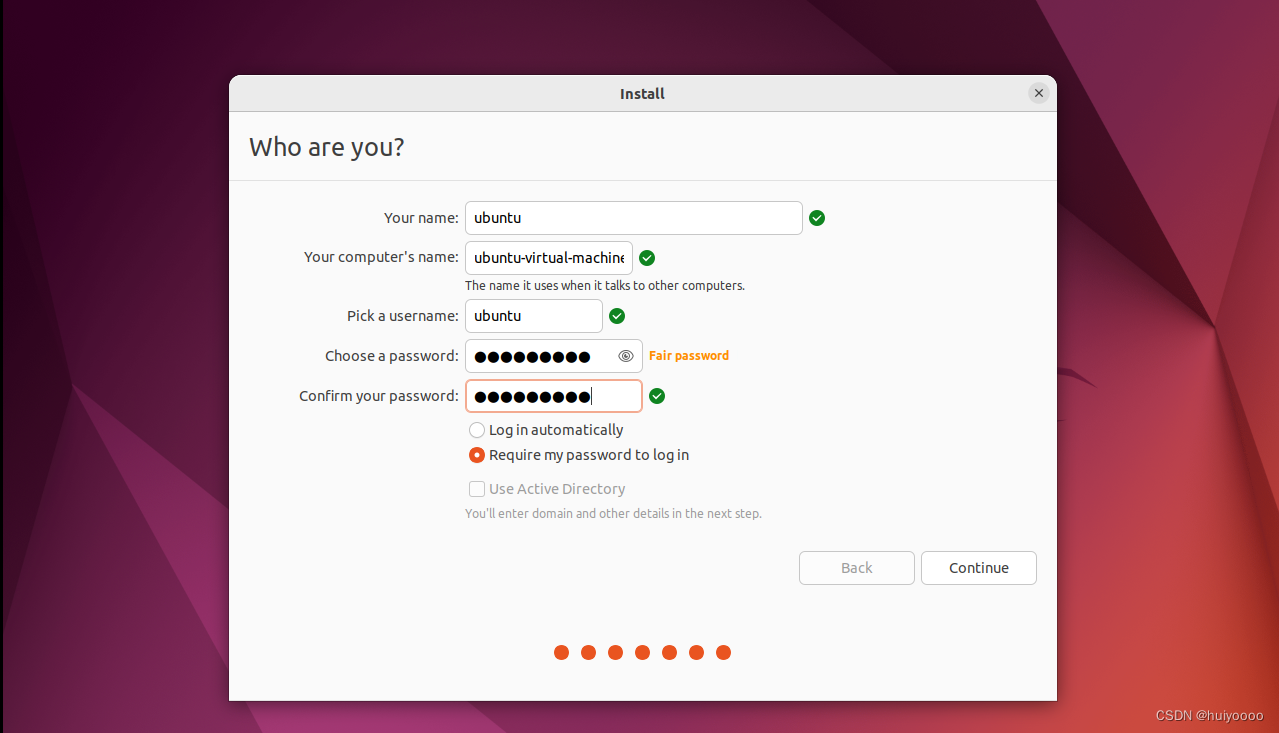 Install
Who are you?
Your name: ubuntu
Your computer's name: ubuntu-virtual-machine
The name it uses when it talks to other computers.
Pick a username: ubuntu
Choose a password: ●●●●●●●●● Fair password
Confirm your password: ●●●●●●●●●
Log in automatically
Require my password to log in
Use Active Directory
You'll enter domain and other details in the next step.
Back Continue
CSDN @huiyoooo